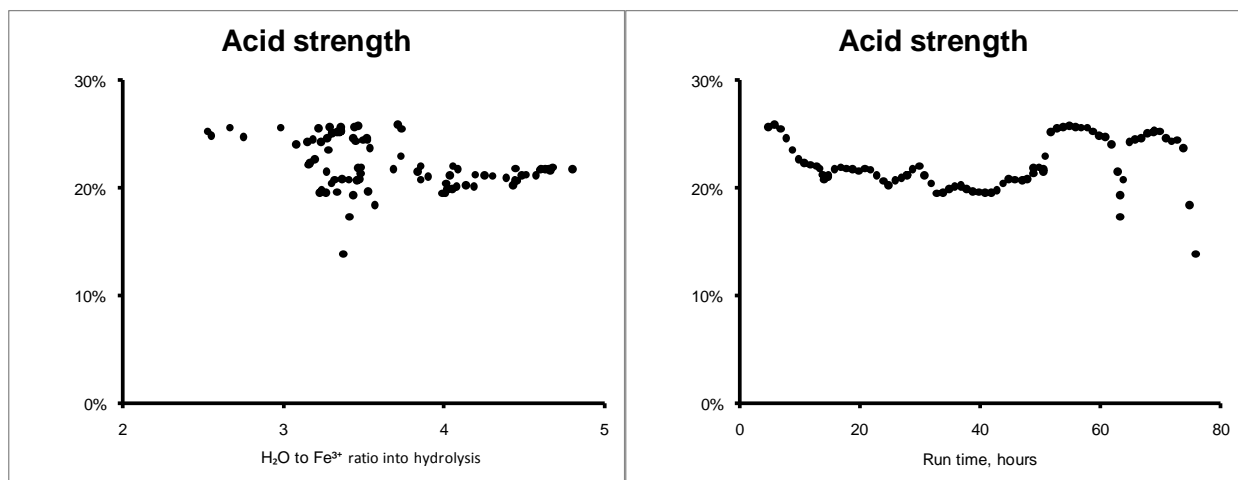 Acid strength
30%
20%
10%
0%
2 3 4 5
H₂O to Fe³⁺ ratio into hydrolysis
Acid strength
30%
20%
10%
0%
0 20 40 60 80
Run time, hours